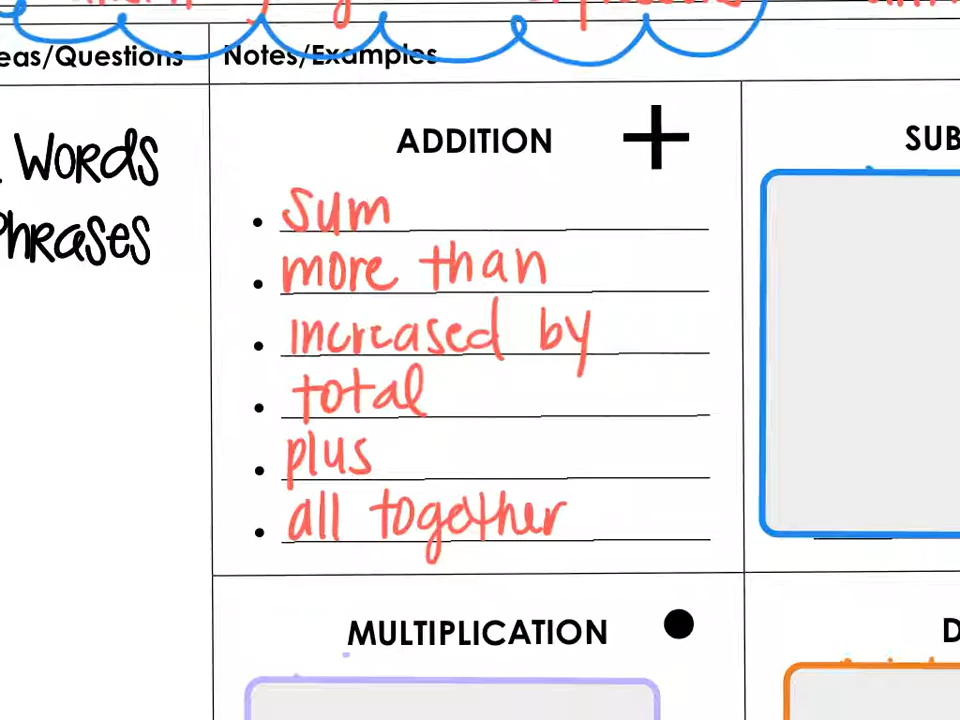 eas/Questions
Notes/Examples
Words
Phrases
ADDITION +
• sum
• more than
• increased by
• total
• plus
• all together
SUB
MULTIPLICATION •
D